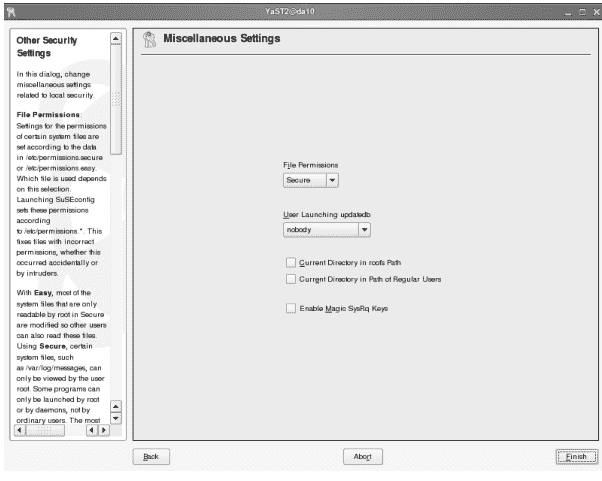 YaST2@da10
Other Security
Settings
In this dialog, change
miscellaneous settings
related to local security.
File Permissions:
Settings for the permissions
of certain system files are
set according to the data
in /etc/permissions.secure
or /etc/permissions.easy.
Which file is used depends
on this selection.
Launching SuSEconfig
sets these permissions
according
to /etc/permissions.*. This
fixes files with incorrect
permissions, whether this
occurred accidentally or
by intruders.
With Easy, most of the
system files that are only
readable by root in Secure
are modified so other users
can also read these files.
Using Secure, certain
system files, such
as /var/log/messages, can
only be viewed by the user
root. Some programs can
only be launched by root
or by daemons, not by
ordinary users. The most
Miscellaneous Settings
File Permissions
Secure
User Launching updatedb
nobody
Current Directory in root's Path
Current Directory in Path of Regular Users
Enable Magic SysRq Keys
Back
Abort
Finish